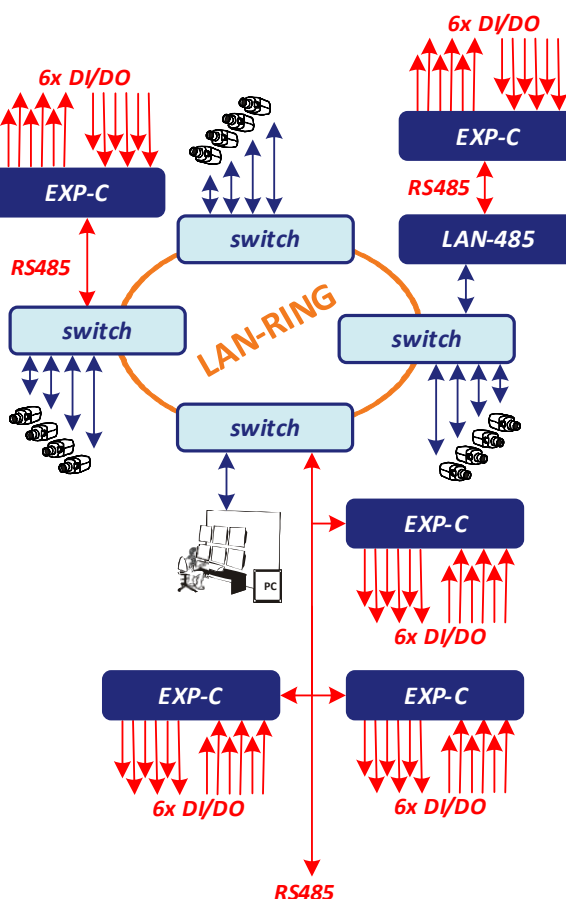 6x DI/DO
EXP-C
RS485
6x DI/DO
EXP-C
RS485
LAN-485
switch
switch
LAN-RING
switch
switch
PC
EXP-C
6x DI/DO
EXP-C
6x DI/DO
EXP-C
6x DI/DO
RS485